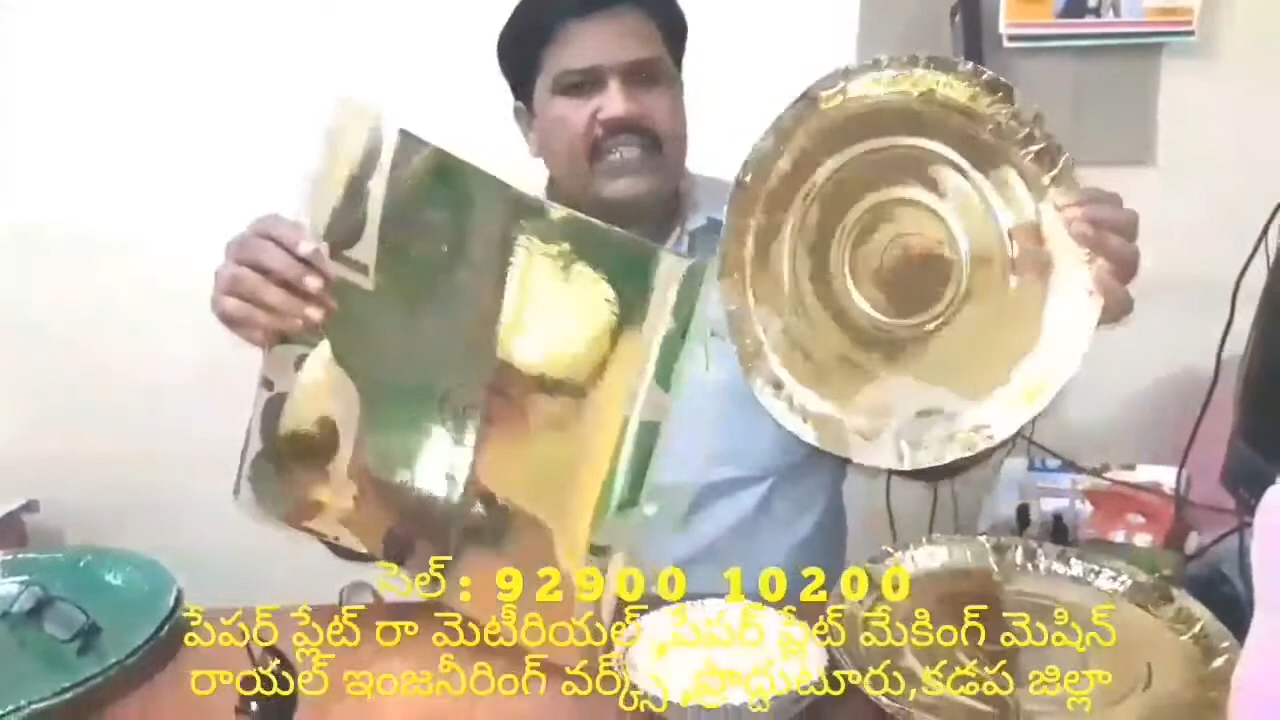 సెల్ : 92900 10200
పేపర్ ప్లేట్ రా మెటీరియల్ ,పేపర్ ప్లేట్ మేకింగ్ మెషిన్
రాయల్ ఇంజనీరింగ్ వర్క్స్ ,ప్రొద్దుటూరు,కడప జిల్లా